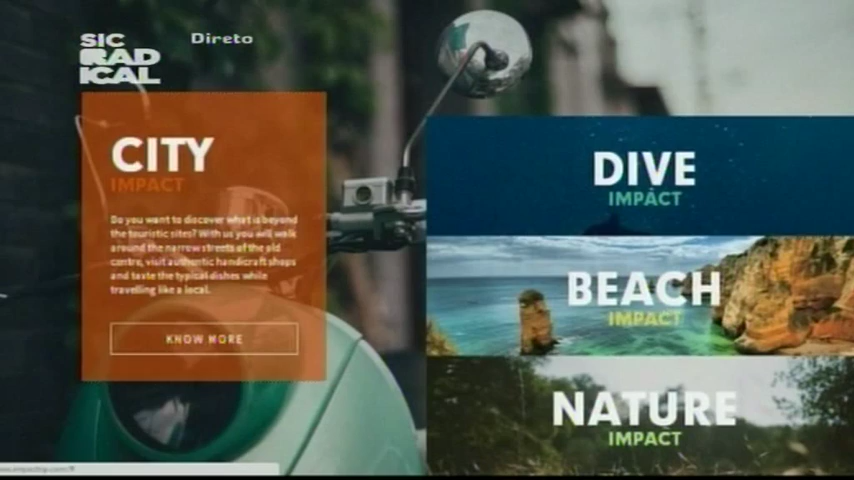 SIC
RAD
ICAL
Direto
CITY
IMPACT
Do you want to discover what is beyond
the touristic sites? With us you will walk
around the narrow streets of the old
centre, visit authentic handicraft shops
and taste the typical dishes while
travelling like a local.
KNOW MORE
DIVE
IMPACT
BEACH
IMPACT
NATURE
IMPACT